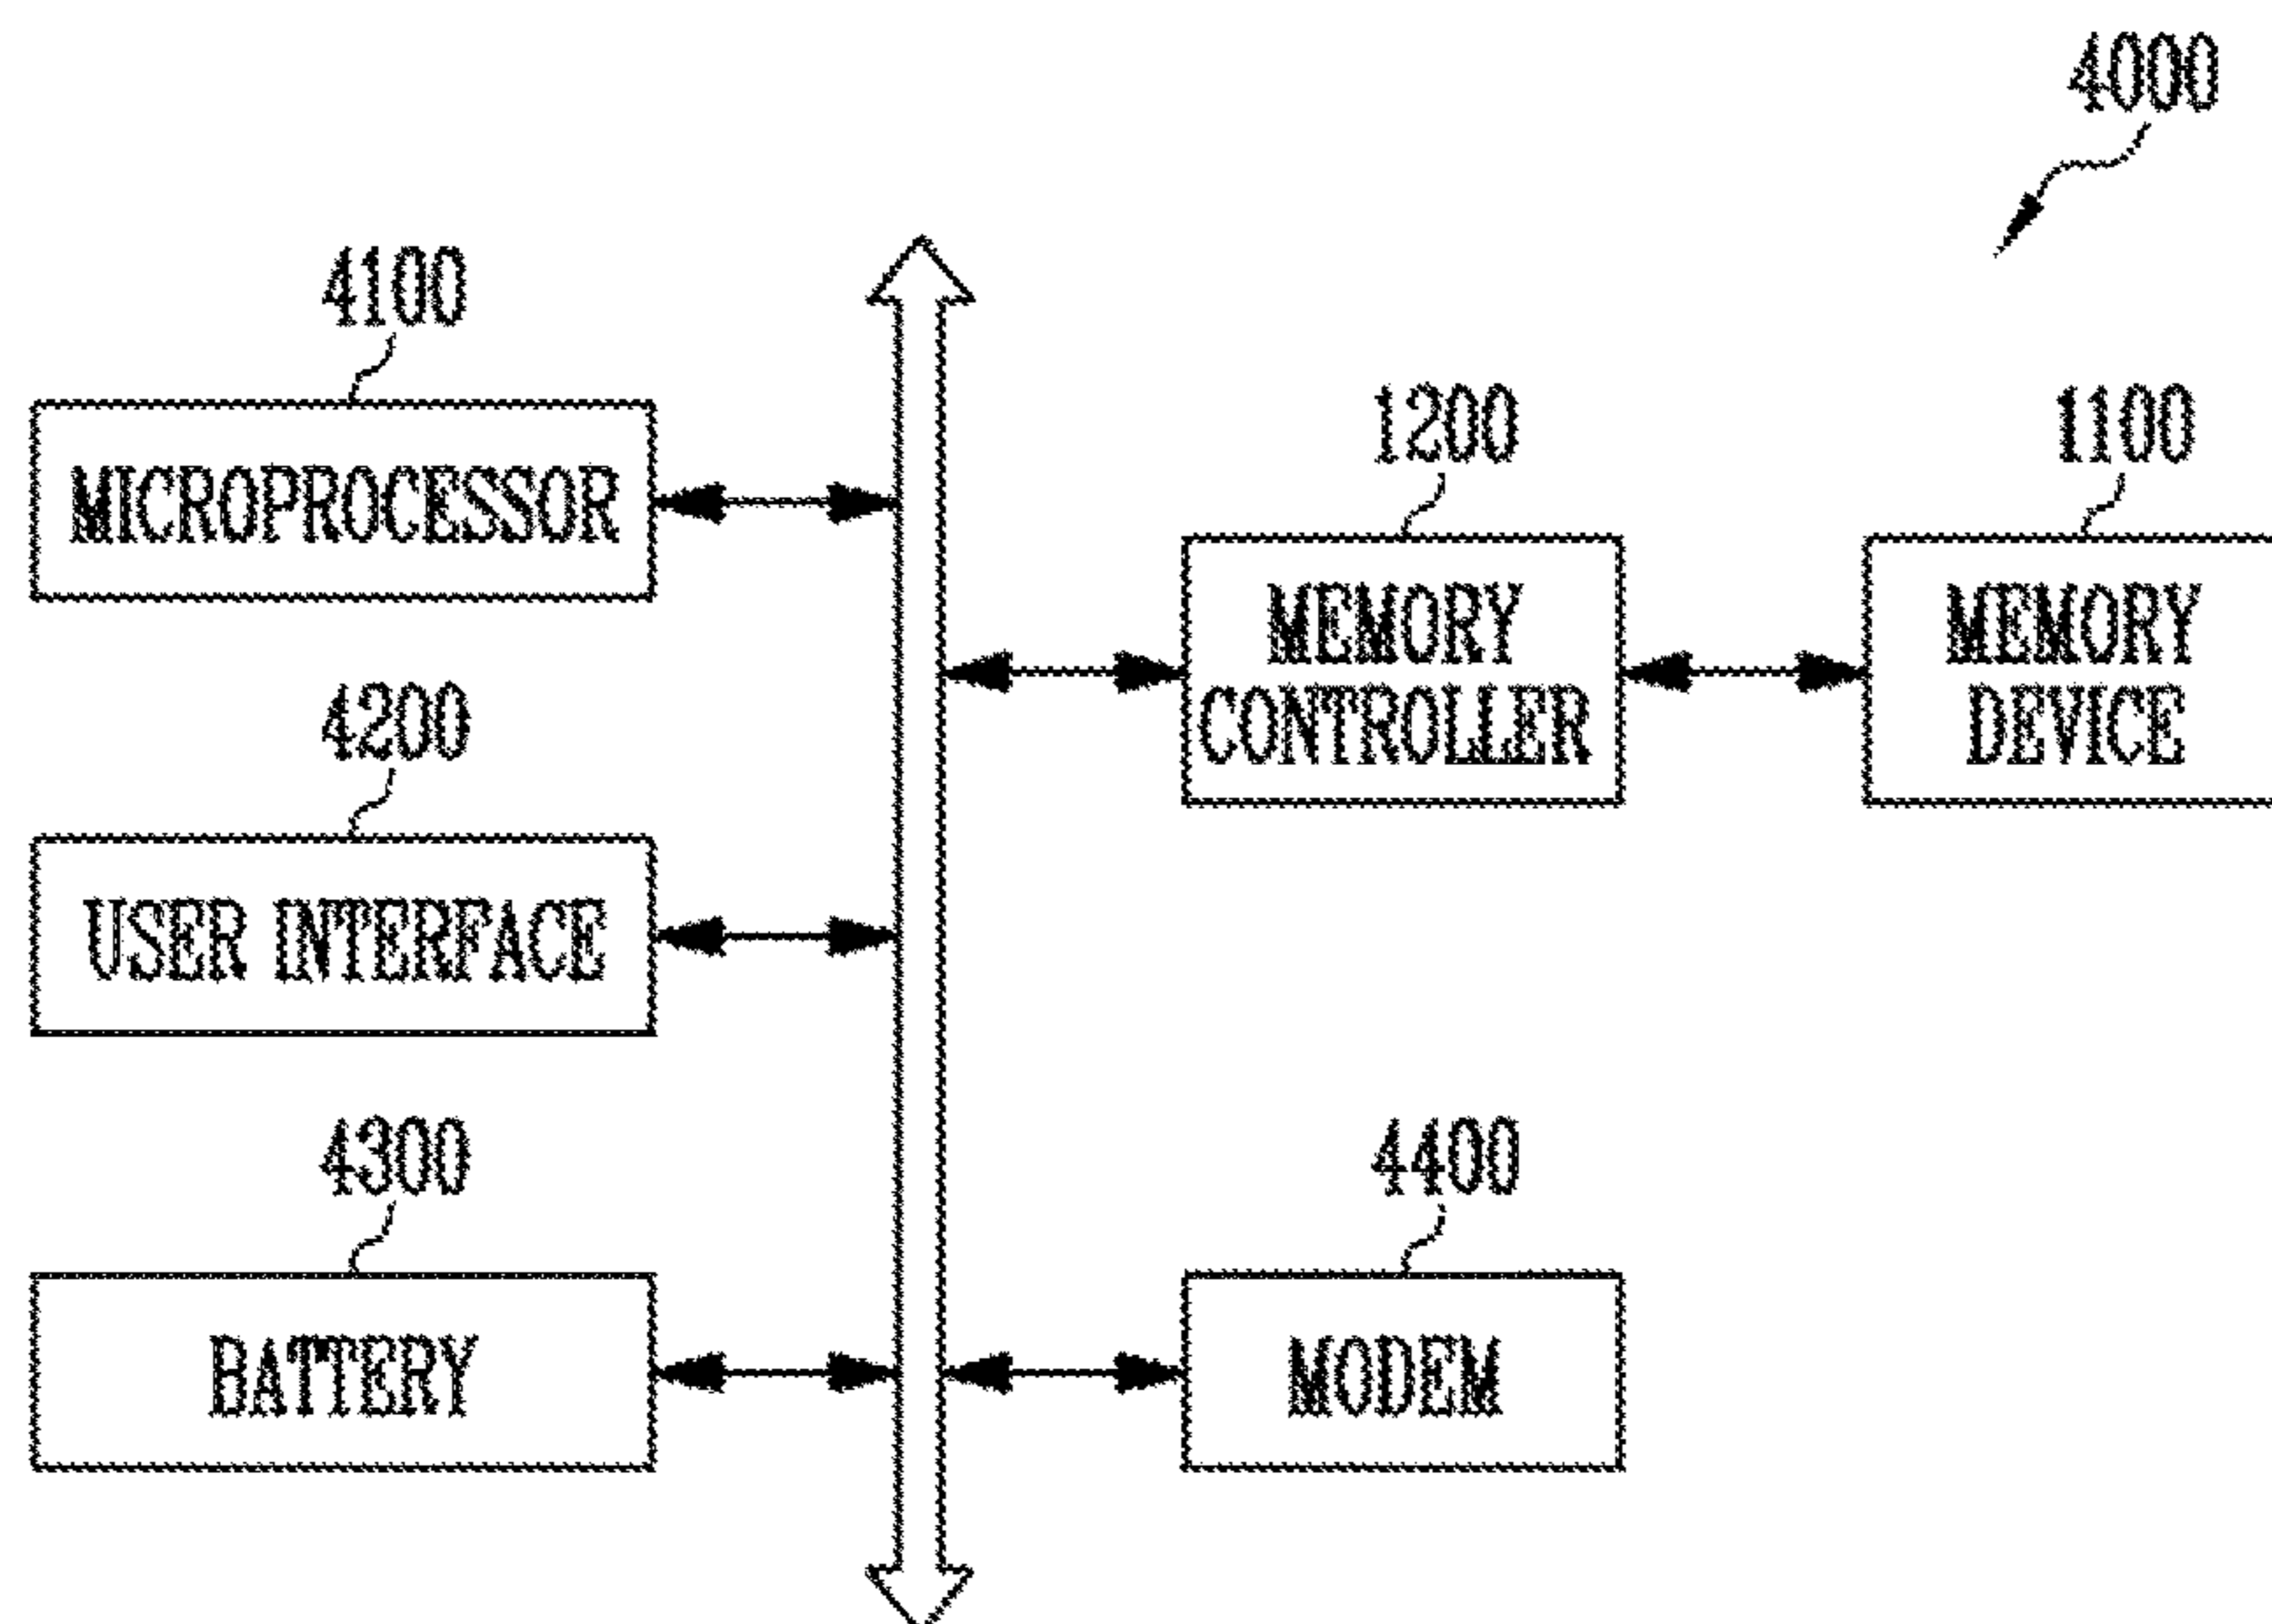 4000
4100
MICROPROCESSOR
1200
MEMORY
CONTROLLER
1100
MEMORY
DEVICE
4200
USER INTERFACE
4300
BATTERY
4400
MODEM